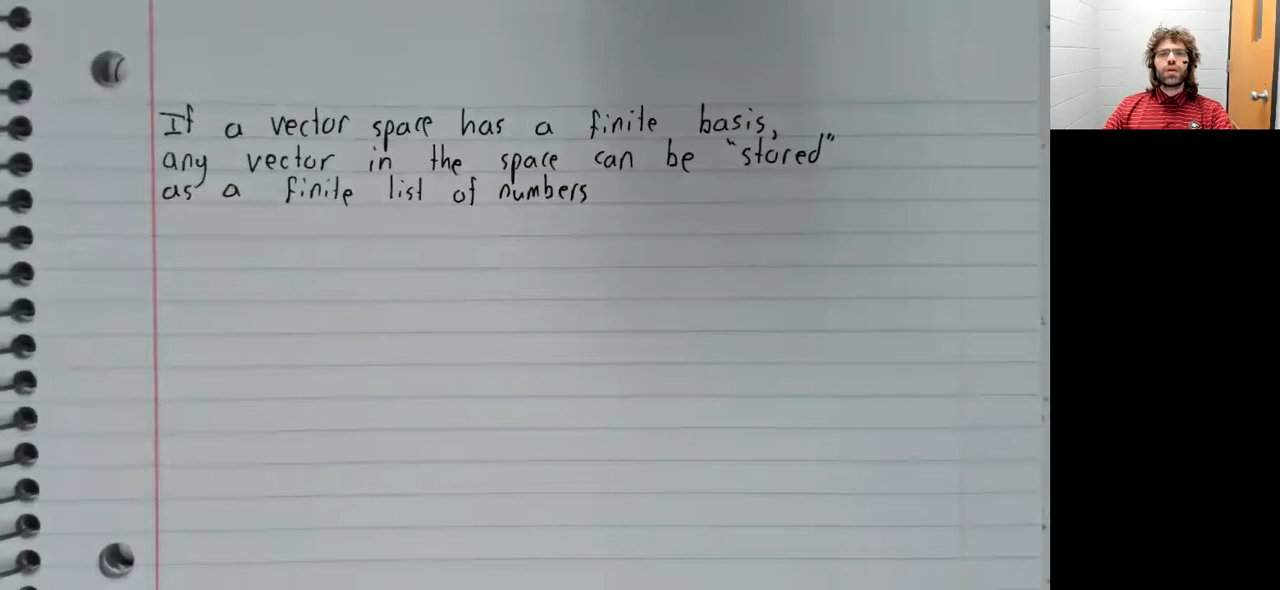 If a vector space has a finite basis,
any vector in the space can be "stored"
as a finite list of numbers